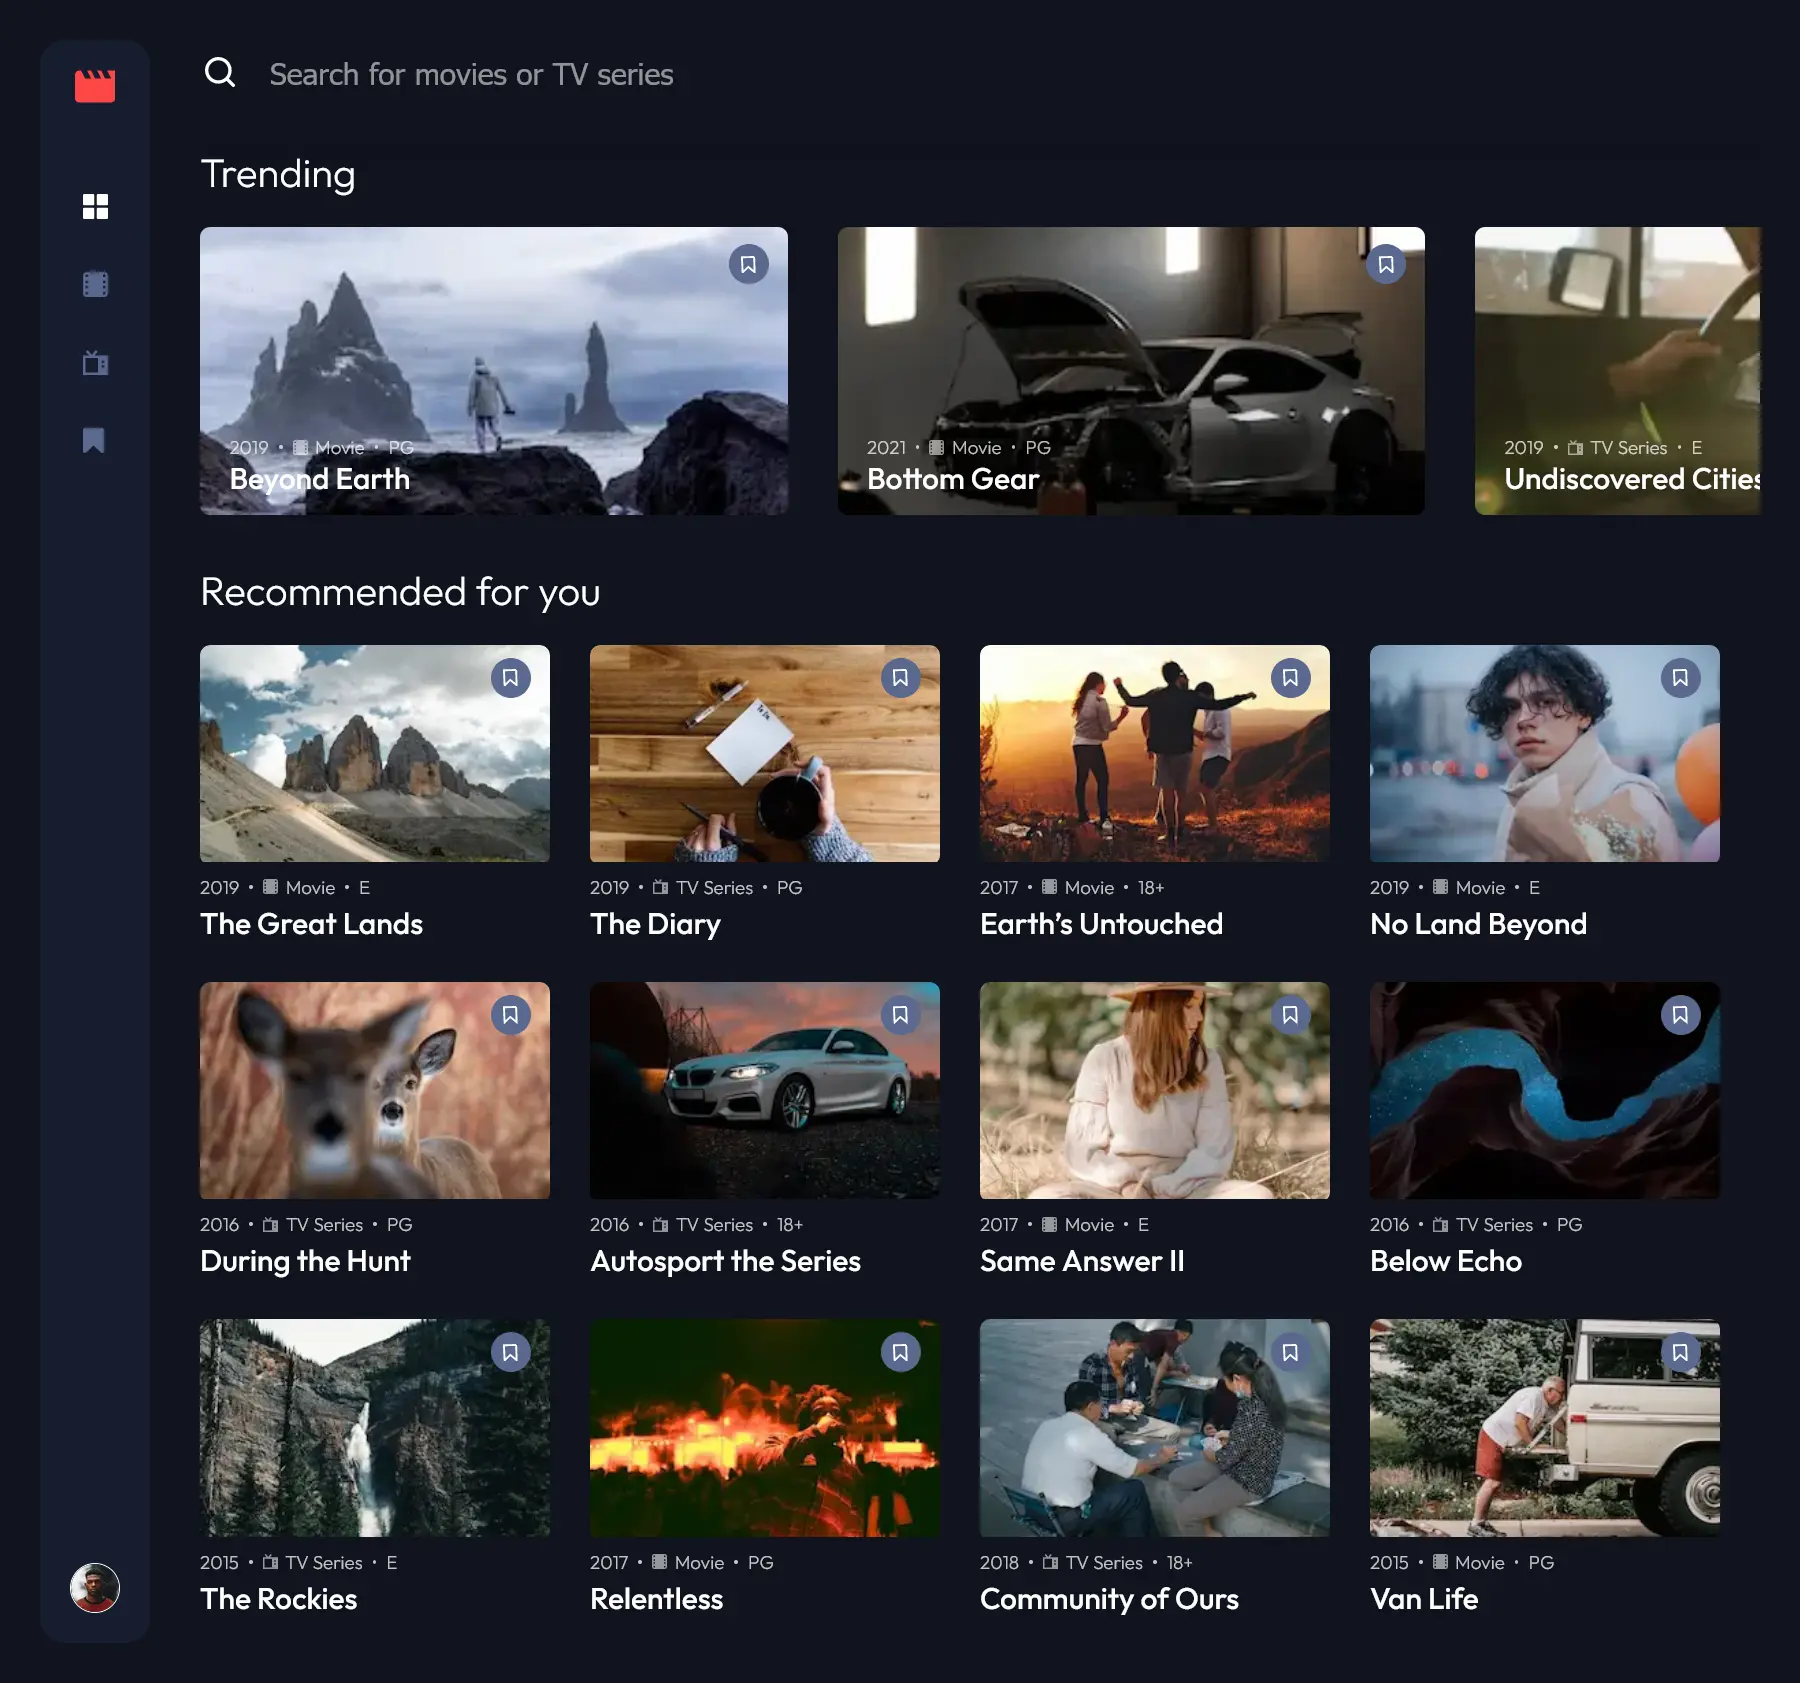 Search for movies or TV series
Trending
2019 • Movie • PG
Beyond Earth
2021 • Movie • PG
Bottom Gear
2019 • TV Series • E
Undiscovered Cities
Recommended for you
To Do
2019 • Movie • E
The Great Lands
2019 • TV Series • PG
The Diary
2017 • Movie • 18+
Earth’s Untouched
2019 • Movie • E
No Land Beyond
2016 • TV Series • PG
During the Hunt
2016 • TV Series • 18+
Autosport the Series
2017 • Movie • E
Same Answer II
2016 • TV Series • PG
Below Echo
2015 • TV Series • E
The Rockies
2017 • Movie • PG
Relentless
2018 • TV Series • 18+
Community of Ours
2015 • Movie • PG
Van Life